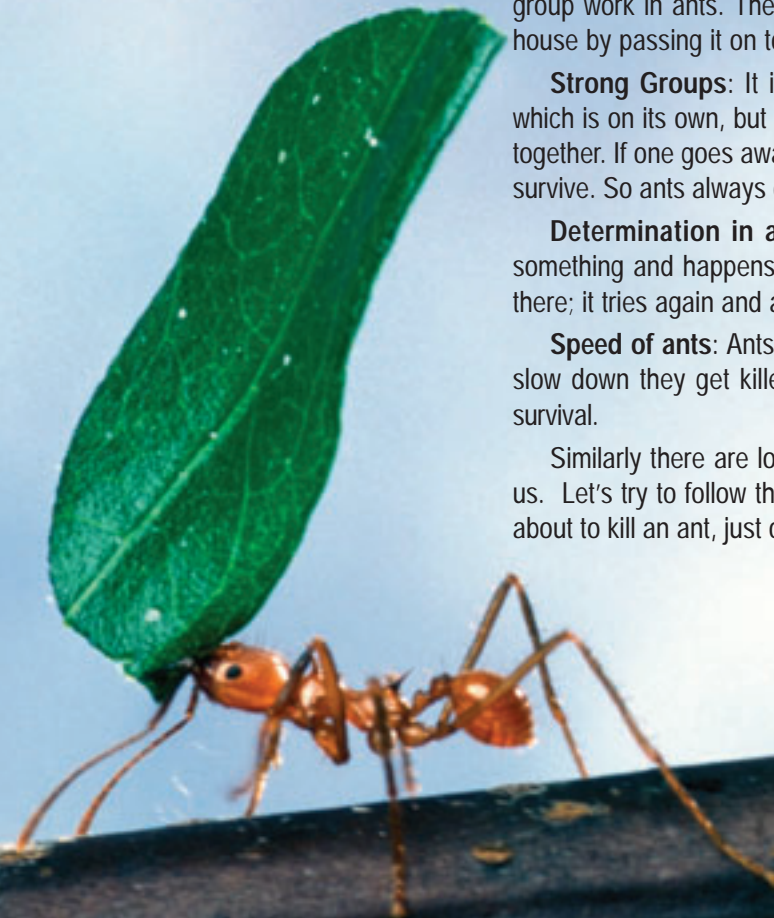 group work in ants. The
house by passing it on
Strong Groups: It
which is on its own, but
together. If one goes
survive. So ants always
Determination in
something and happens
there; it tries again and
Speed of ants: Ants
slow down they get
survival.
Similarly there are
us. Let's try to follow
about to kill an ant, just